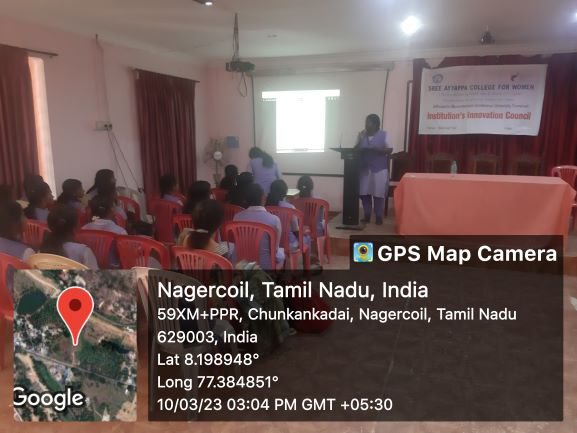 SREE AYYAPPA COLLEGE FOR WOMEN
Institution's Innovation Council
GPS Map Camera
Nagercoil, Tamil Nadu, India
59XM+PPR, Chunkankadai, Nagercoil, Tamil Nadu
629003, India
Lat 8.198948°
Long 77.384851°
10/03/23 03:04 PM GMT +05:30
Google